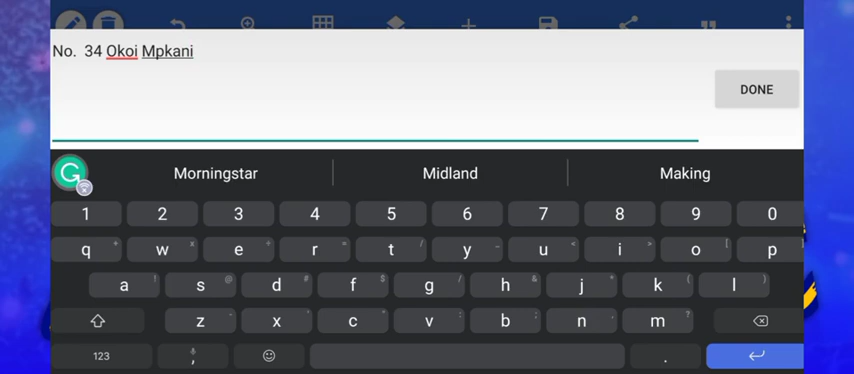 No. 34 Okoi Mpkani
DONE
Morningstar Midland Making
1 2 3 4 5 6 7 8 9 0
q w e r t y u i o p
a s d f g h j k l
z x c v b n m
123 , .